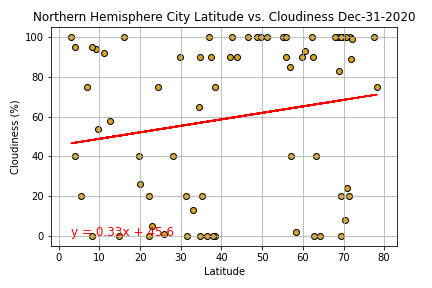 Northern Hemisphere City Latitude vs. Cloudiness Dec-31-2020
100
80
60
40
20
0
Cloudiness (%)
y = 0.33x + 45.6
0 10 20 30 40 50 60 70 80
Latitude